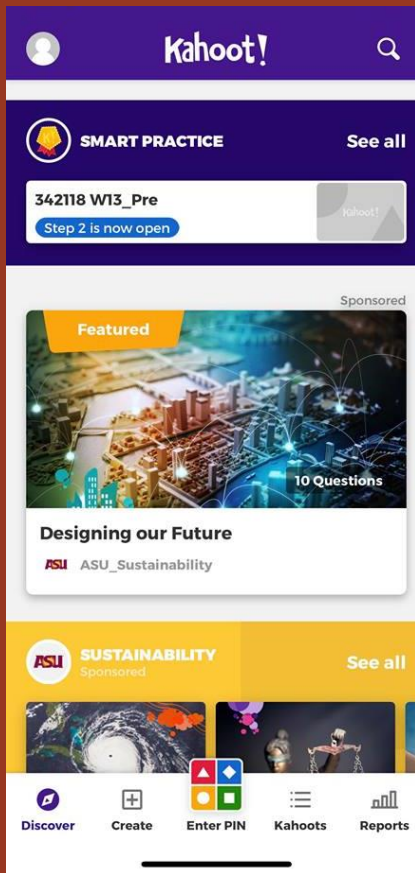 Kahoot!
SMART PRACTICE
See all
342118 W13_Pre
Step 2 is now open
Kahoot!
Sponsored
Featured
10 Questions
Designing our Future
ASU ASU_Sustainability
ASU
SUSTAINABILITY
Sponsored
See all
Discover
Create
Enter PIN
Kahoots
Reports